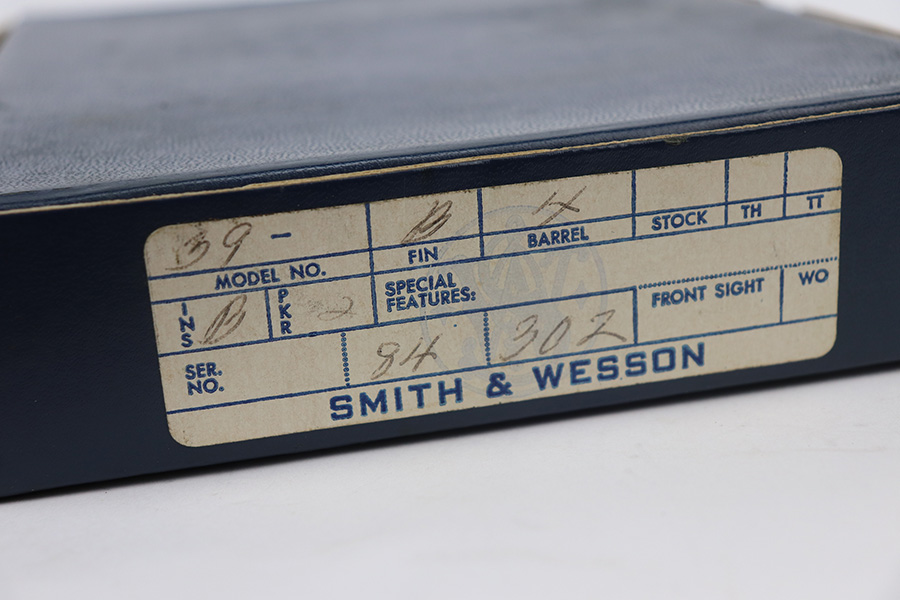 39 - B 4
MODEL NO. FIN BARREL STOCK TH TT
INS B PKR 2 SPECIAL FEATURES: FRONT SIGHT WO
SER. NO. 84 302
SMITH & WESSON